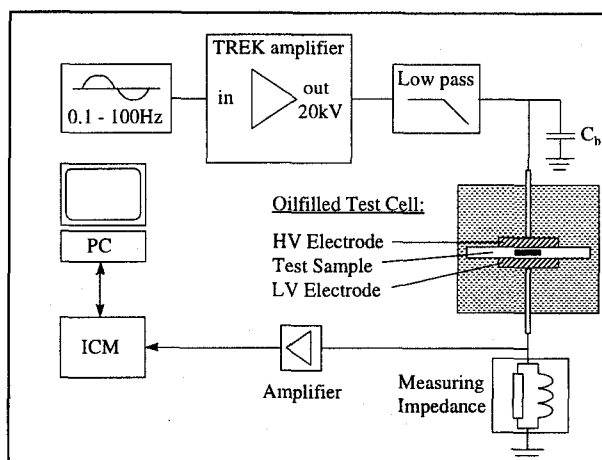 TREK amplifier
in
out
20kV
0.1 - 100Hz
Low pass
C_b
Oilfilled Test Cell:
HV Electrode
Test Sample
LV Electrode
PC
ICM
Amplifier
Measuring
Impedance